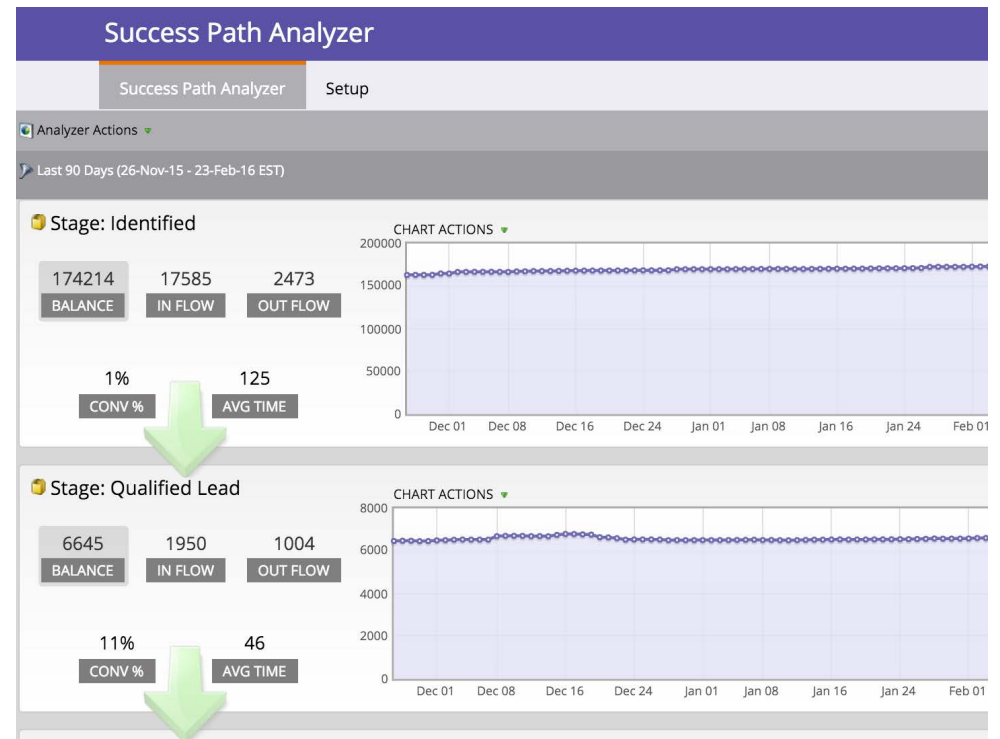 Success Path Analyzer
Success Path Analyzer Setup
Analyzer Actions
Last 90 Days (26-Nov-15 - 23-Feb-16 EST)
Stage: Identified
174214 17585 2473
BALANCE IN FLOW OUT FLOW
1% 125
CONV % AVG TIME
CHART ACTIONS
200000
150000
100000
50000
0
Dec 01 Dec 08 Dec 16 Dec 24 Jan 01 Jan 08 Jan 16 Jan 24 Feb 01
Stage: Qualified Lead
6645 1950 1004
BALANCE IN FLOW OUT FLOW
11% 46
CONV % AVG TIME
CHART ACTIONS
8000
6000
4000
2000
0
Dec 01 Dec 08 Dec 16 Dec 24 Jan 01 Jan 08 Jan 16 Jan 24 Feb 01